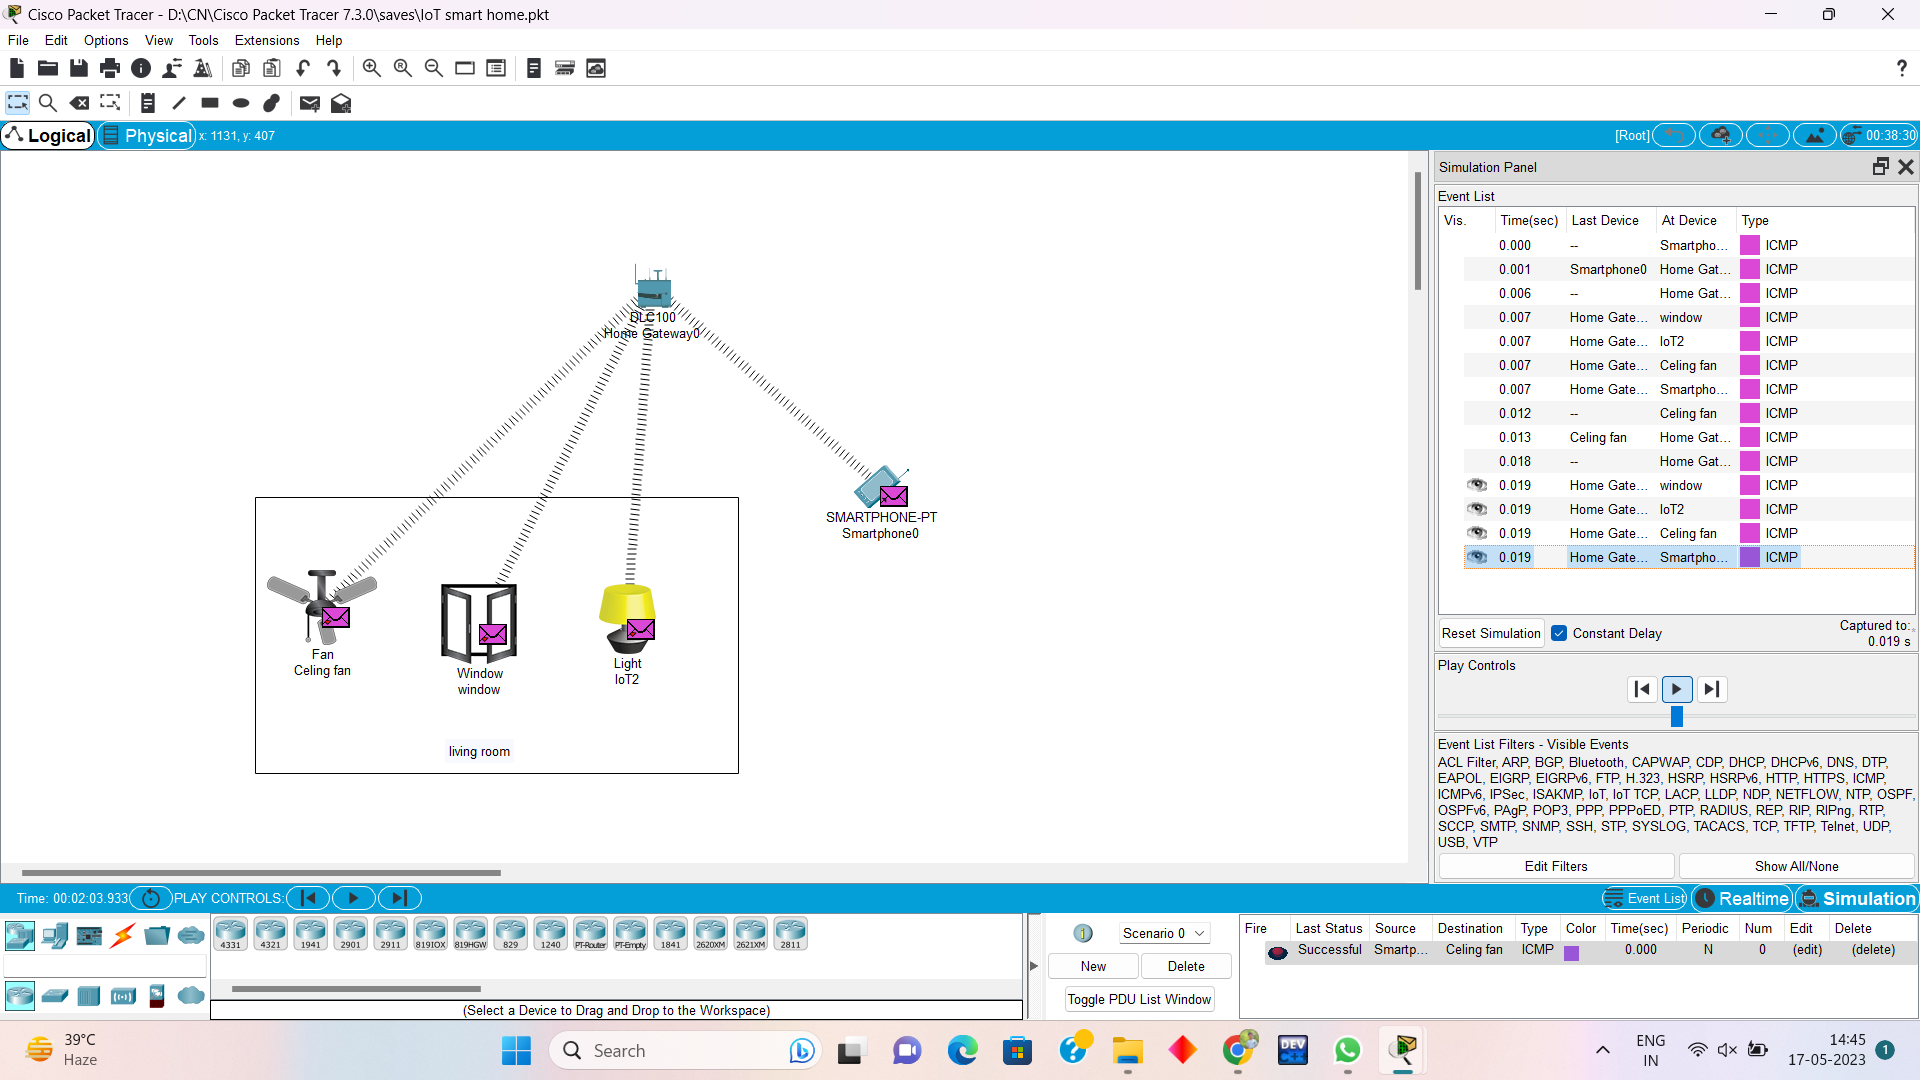 Cisco Packet Tracer - D:\CN\Cisco Packet Tracer 7.3.0\saves\IoT smart home.pkt
File Edit Options View Tools Extensions Help
Logical Physical x: 1131, y: 407 [Root] 00:38:30
DLC100
Home Gateway0
SMARTPHONE-PT
Smartphone0
Fan
Celing fan
Window
window
Light
IoT2
living room
Simulation Panel
Event List
Vis. Time(sec) Last Device At Device Type
0.000 -- Smartpho... ICMP
0.001 Smartphone0 Home Gat... ICMP
0.006 -- Home Gat... ICMP
0.007 Home Gate... window ICMP
0.007 Home Gate... IoT2 ICMP
0.007 Home Gate... Celing fan ICMP
0.007 Home Gate... Smartpho... ICMP
0.012 -- Celing fan ICMP
0.013 Celing fan Home Gat... ICMP
0.018 -- Home Gat... ICMP
0.019 Home Gate... window ICMP
0.019 Home Gate... IoT2 ICMP
0.019 Home Gate... Celing fan ICMP
0.019 Home Gate... Smartpho... ICMP
Reset Simulation Constant Delay Captured to:
0.019 s
Play Controls
Event List Filters - Visible Events
ACL Filter, ARP, BGP, Bluetooth, CAPWAP, CDP, DHCP, DHCPv6, DNS, DTP,
EAPOL, EIGRP, EIGRPv6, FTP, H.323, HSRP, HSRPv6, HTTP, HTTPS, ICMP,
ICMPv6, IPSec, ISAKMP, IoT, IoT TCP, LACP, LLDP, NDP, NETFLOW, NTP, OSPF,
OSPFv6, PAgP, POP3, PPP, PPPoED, PTP, RADIUS, REP, RIP, RIPng, RTP,
SCCP, SMTP, SNMP, SSH, STP, SYSLOG, TACACS, TCP, TFTP, Telnet, UDP,
USB, VTP
Edit Filters Show All/None
Time: 00:02:03.933 PLAY CONTROLS: Event List Realtime Simulation
4331 4321 1941 2901 2911 819IOX 819HGW 829 1240 PT-Router PT-Empty 1841 2620XM 2621XM 2811
(Select a Device to Drag and Drop to the Workspace)
Scenario 0
New Delete
Toggle PDU List Window
Fire Last Status Source Destination Type Color Time(sec) Periodic Num Edit Delete
Successful Smartp... Celing fan ICMP 0.000 N 0 (edit) (delete)
39°C
Haze
Search
DEV
C++
ENG
IN
14:45
17-05-2023
1